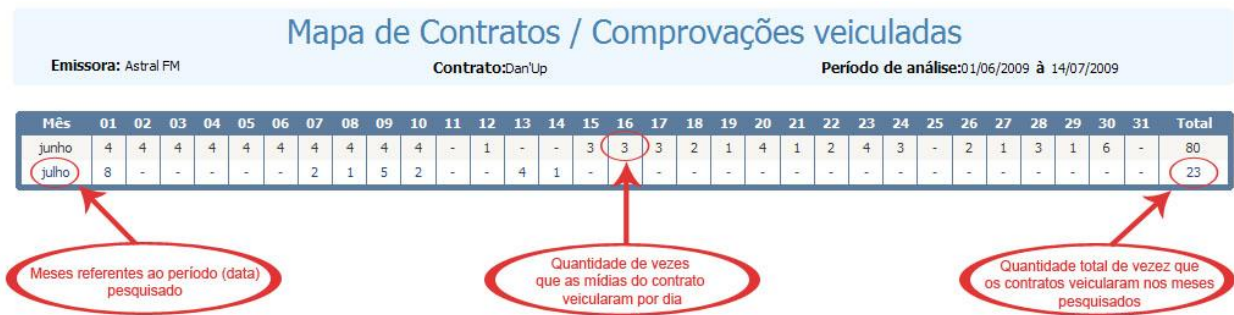 Mapa de Contratos / Comprovações veiculadas
Emissora: Astral FM Contrato:Dan'Up Período de análise:01/06/2009 à 14/07/2009
Mês 01 02 03 04 05 06 07 08 09 10 11 12 13 14 15 16 17 18 19 20 21 22 23 24 25 26 27 28 29 30 31 Total
junho 4 4 4 4 4 4 4 4 4 4 - 1 - - 3 3 3 2 1 4 1 2 4 3 - 2 1 3 1 6 - 80
julho 8 - - - - - 2 1 5 2 - - 4 1 - - - - - - - - - - - - - - - - - 23
Meses referentes ao período (data)
pesquisado
Quantidade de vezes
que as mídias do contrato
veicularam por dia
Quantidade total de vezez que
os contratos veicularam nos meses
pesquisados